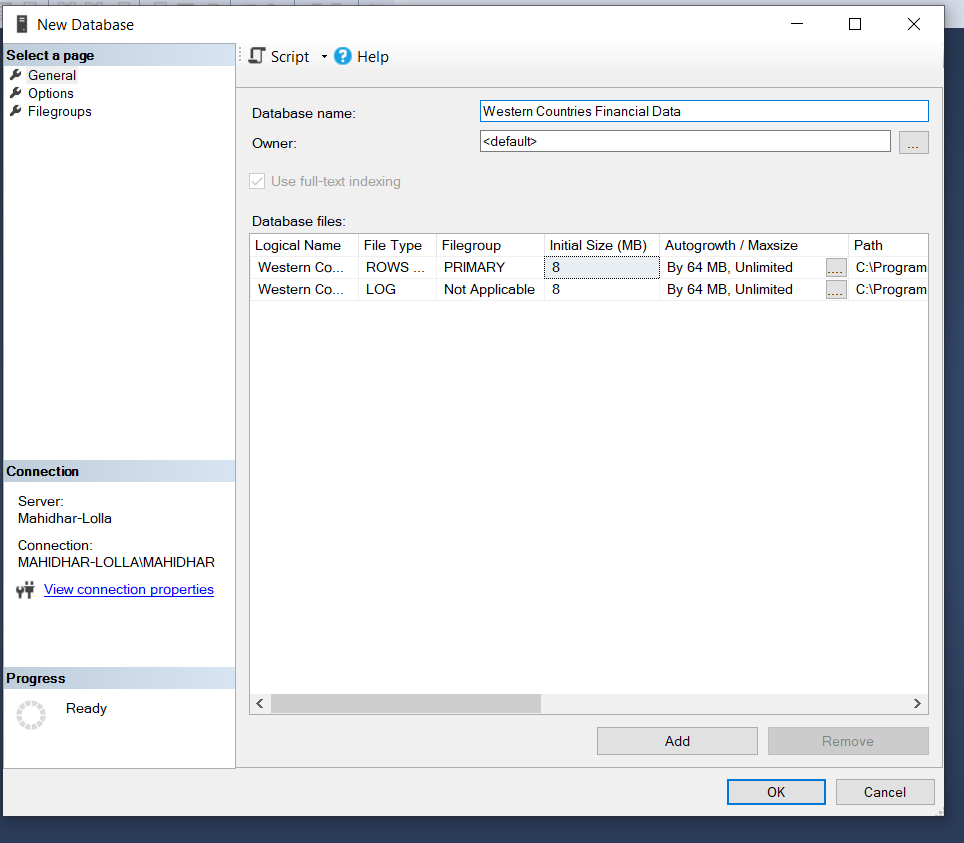 New Database
Select a page
General
Options
Filegroups
Script
Help
Database name:
Western Countries Financial Data
Owner:
<default>
...
Use full-text indexing
Database files:
Logical Name File Type Filegroup Initial Size (MB) Autogrowth / Maxsize Path
Western Co... ROWS ... PRIMARY 8 By 64 MB, Unlimited .... C:\Program
Western Co... LOG Not Applicable 8 By 64 MB, Unlimited .... C:\Program
Connection
Server:
Mahidhar-Lolla
Connection:
MAHIDHAR-LOLLA\MAHIDHAR
View connection properties
Progress
Ready
Add Remove
OK Cancel